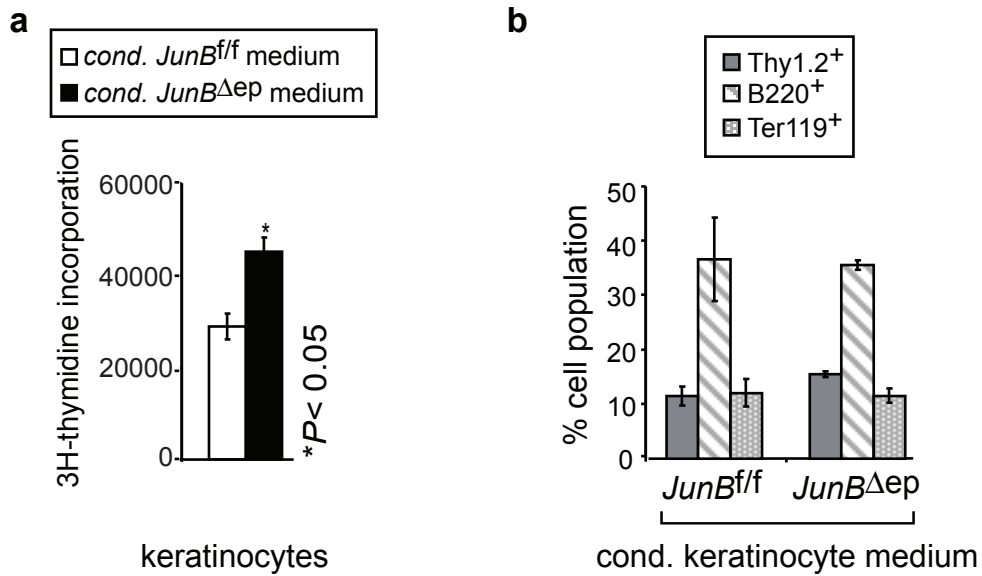 a
cond. JunBf/f medium
cond. JunBΔep medium
3H-thymidine incorporation
60000
40000
20000
0
*
*P< 0.05
keratinocytes
b
Thy1.2+
B220+
Ter119+
% cell population
50
40
30
20
10
0
JunBf/f JunBΔep
cond. keratinocyte medium